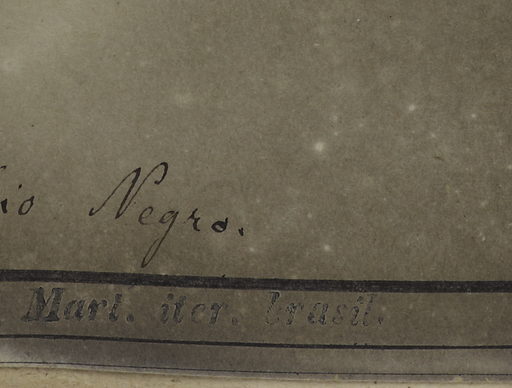 io Negro.
Mart. iter. brasil.